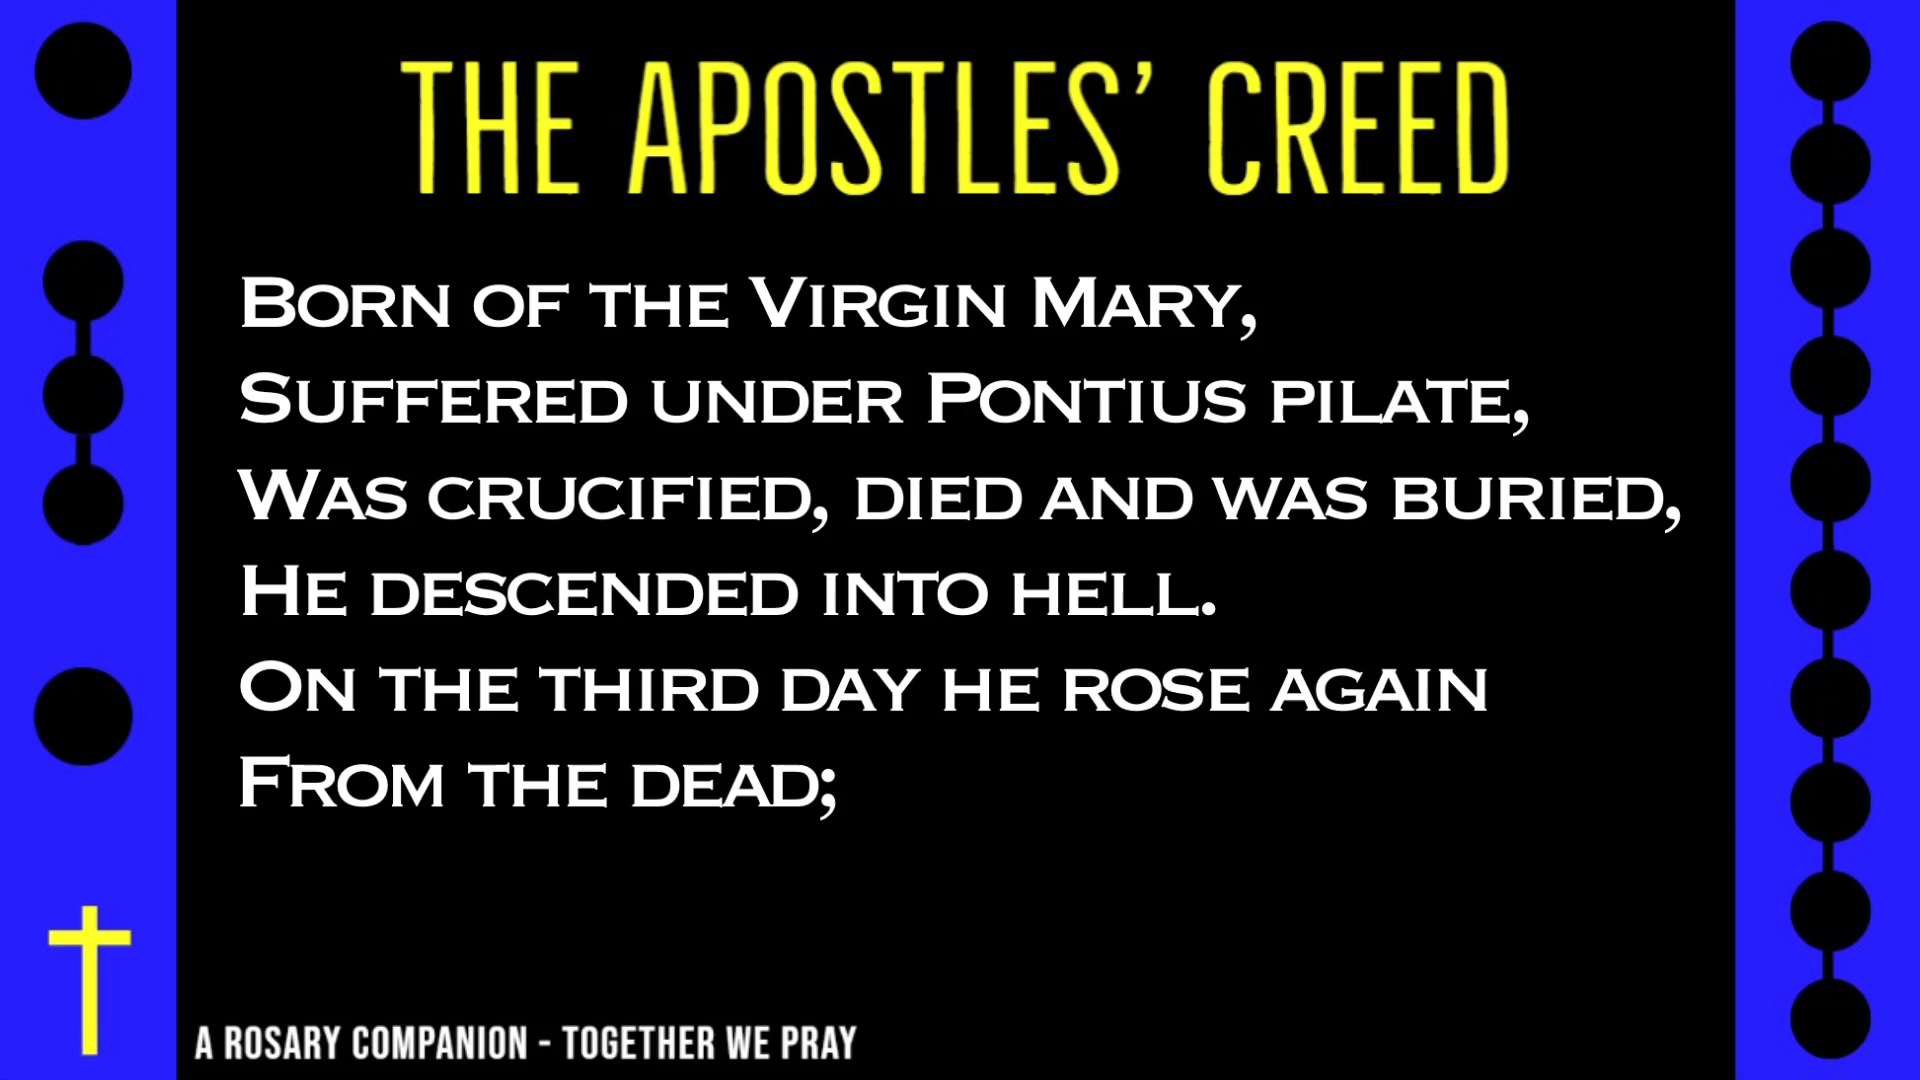 THE APOSTLES’ CREED
Born of the Virgin Mary,
Suffered under Pontius pilate,
Was crucified, died and was buried,
He descended into hell.
On the third day he rose again
From the dead;
A ROSARY COMPANION - TOGETHER WE PRAY